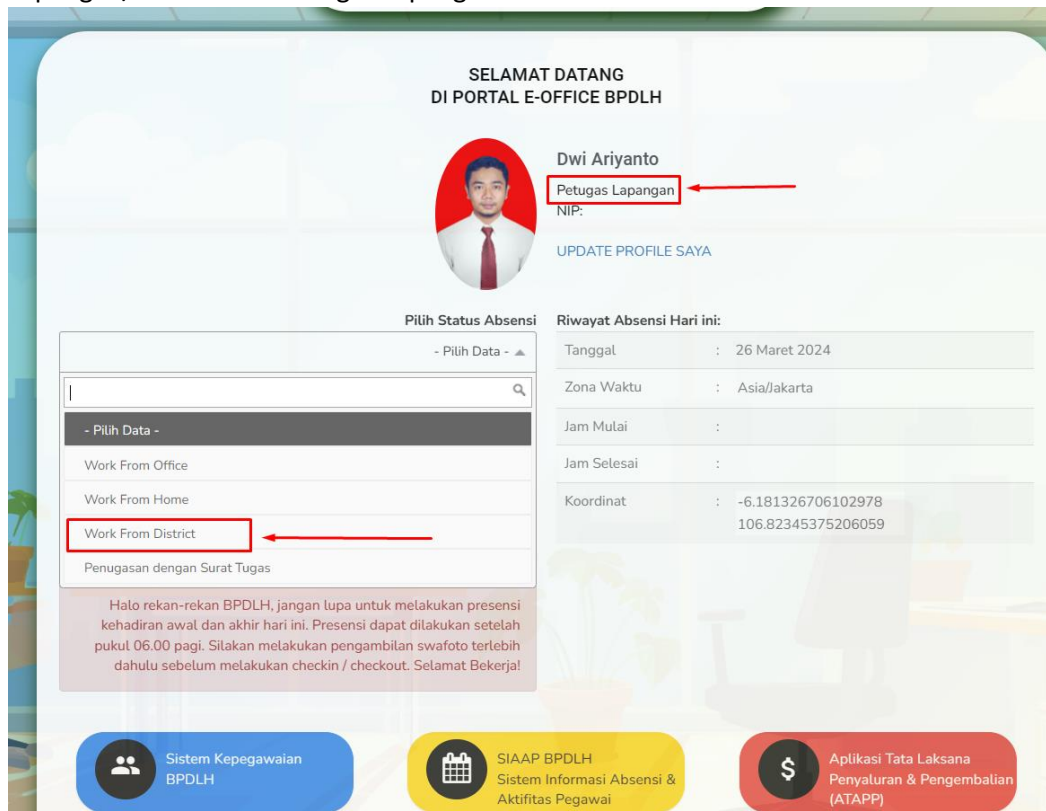 SELAMAT DATANG
DI PORTAL E-OFFICE BPDLH
Dwi Ariyanto
Petugas Lapangan
NIP:
UPDATE PROFILE SAYA
Pilih Status Absensi
- Pilih Data -
- Pilih Data -
Work From Office
Work From Home
Work From District
Penugasan dengan Surat Tugas
Halo rekan-rekan BPDLH, jangan lupa untuk melakukan presensi
kehadiran awal dan akhir hari ini. Presensi dapat dilakukan setelah
pukul 06.00 pagi. Silakan melakukan pengambilan swafoto terlebih
dahulu sebelum melakukan checkin / checkout. Selamat Bekerja!
Riwayat Absensi Hari ini:
Tanggal : 26 Maret 2024
Zona Waktu : Asia/Jakarta
Jam Mulai :
Jam Selesai :
Koordinat : -6.181326706102978
106.82345375206059
Sistem Kepegawaian
BPDLH
SIAAP BPDLH
Sistem Informasi Absensi &
Aktifitas Pegawai
$
Aplikasi Tata Laksana
Penyaluran & Pengembalian
(ATAPP)